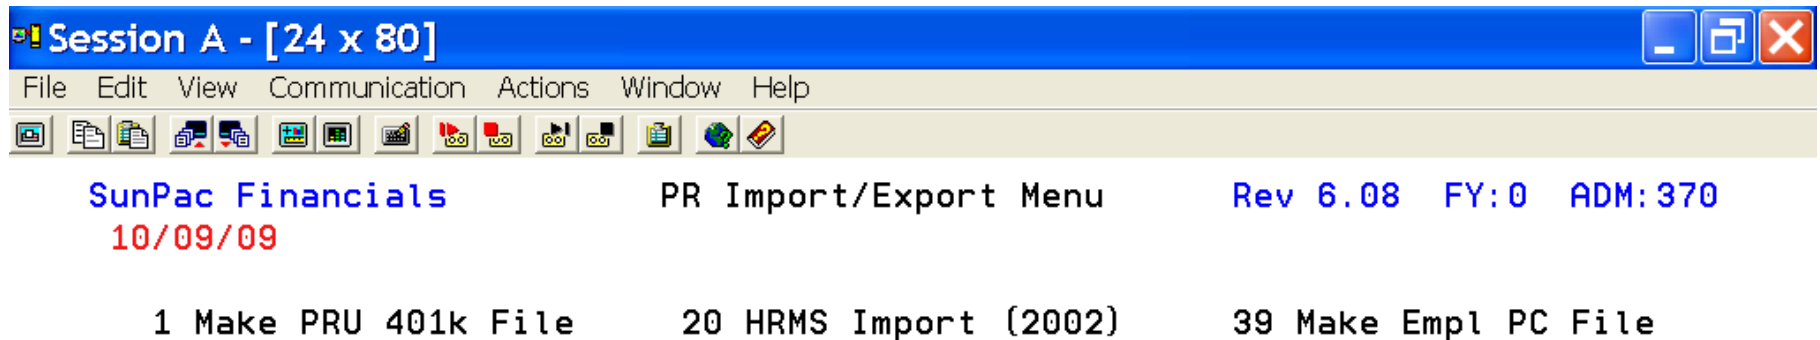 Session A - [24 x 80]
File Edit View Communication Actions Window Help
SunPac Financials PR Import/Export Menu Rev 6.08 FY:0 ADM:370
10/09/09
1 Make PRU 401k File 20 HRMS Import (2002) 39 Make Empl PC File